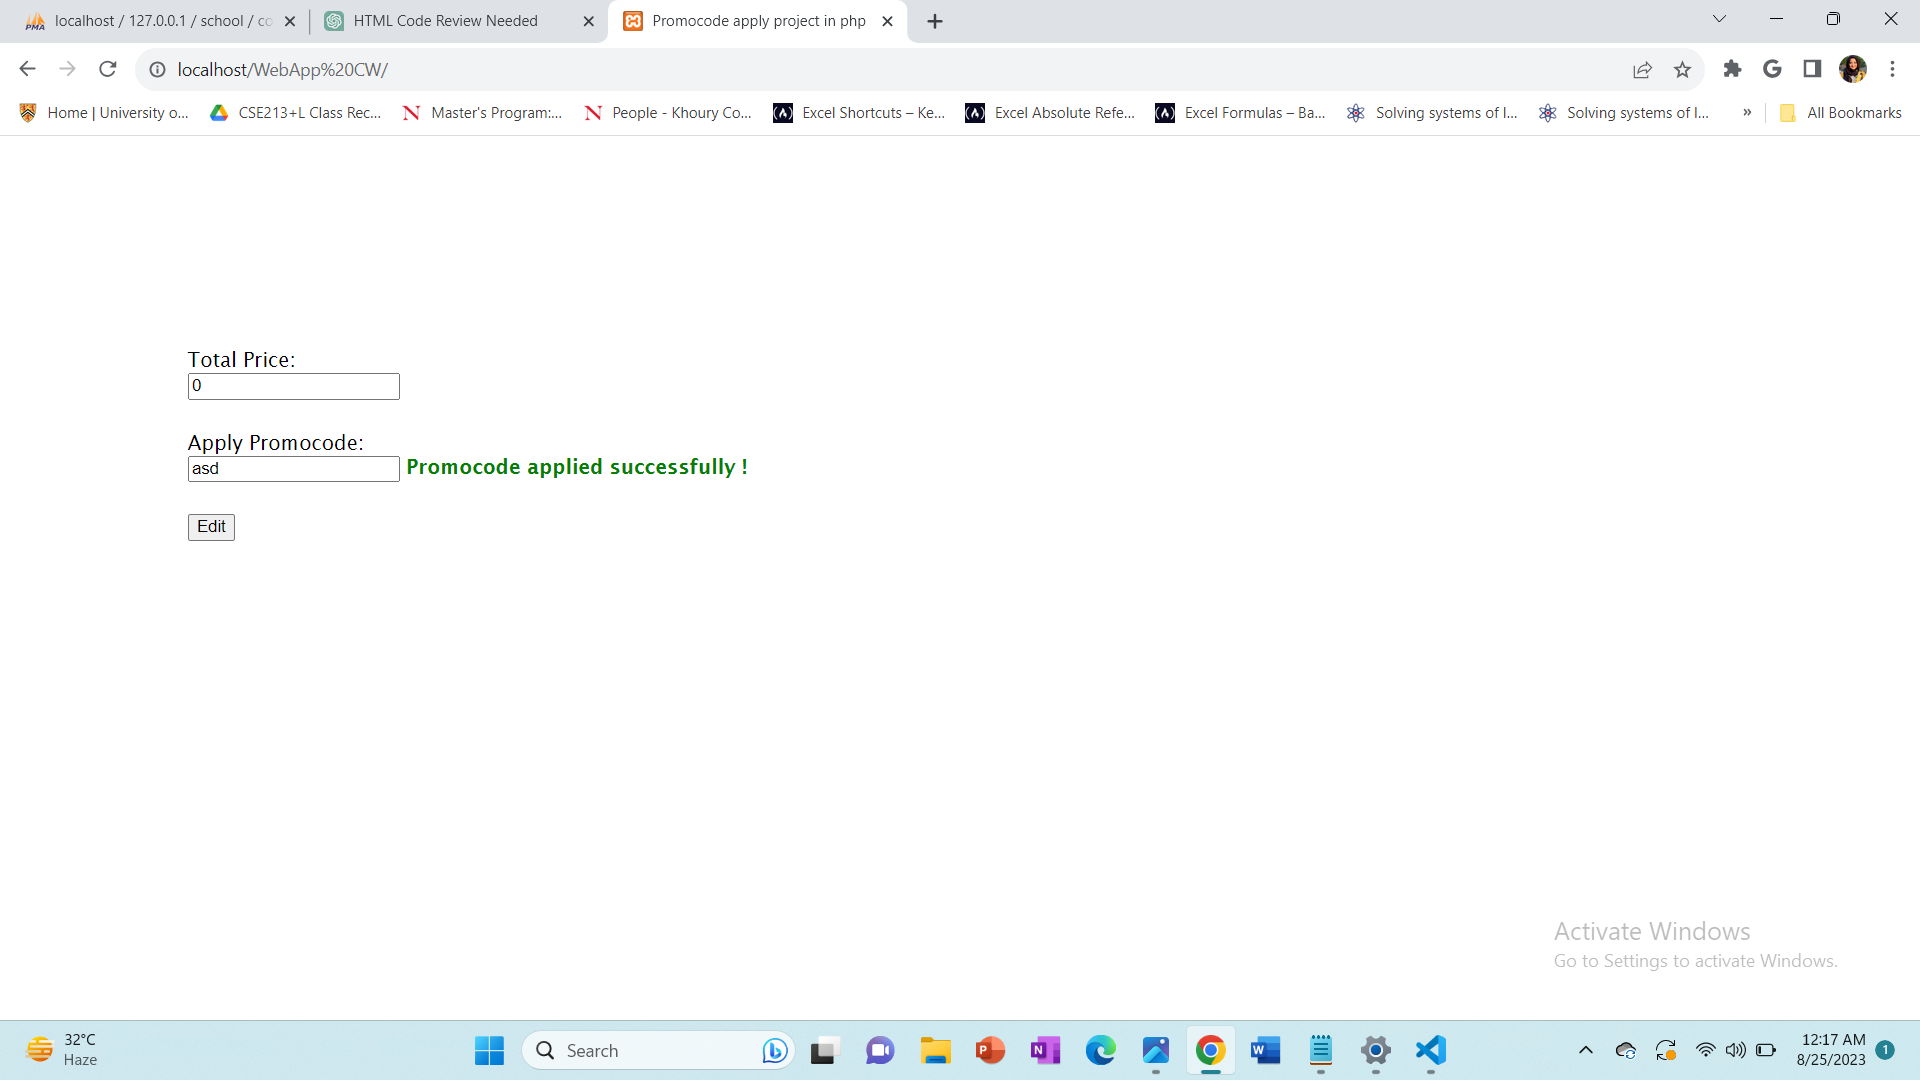 localhost / 127.0.0.1 / school / co
HTML Code Review Needed
Promocode apply project in php
localhost/WebApp%20CW/
Home | University o...
CSE213+L Class Rec...
Master's Program:...
People - Khoury Co...
Excel Shortcuts – Ke...
Excel Absolute Refe...
Excel Formulas – Ba...
Solving systems of l...
Solving systems of l...
»
All Bookmarks
Total Price:
0
Apply Promocode:
asd
Promocode applied successfully !
Edit
Activate Windows
Go to Settings to activate Windows.
32°C
Haze
Search
12:17 AM
8/25/2023
1